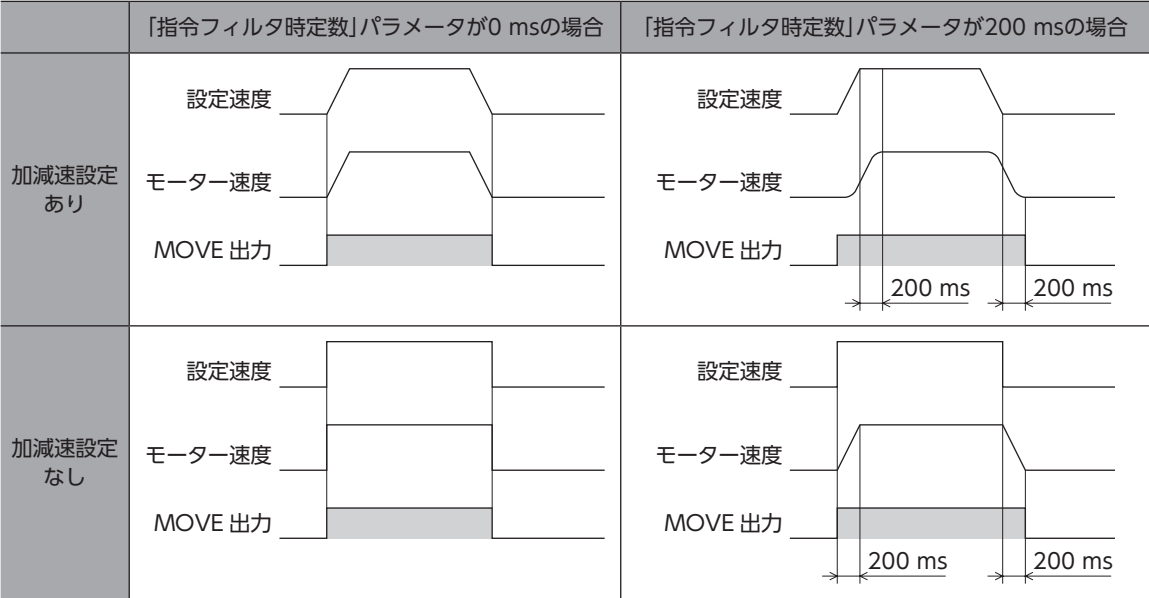 「指令フィルタ時定数」パラメータが0 msの場合
「指令フィルタ時定数」パラメータが200 msの場合
加減速設定
あり
設定速度
モーター速度
MOVE 出力
設定速度
モーター速度
MOVE 出力
200 ms
200 ms
加減速設定
なし
設定速度
モーター速度
MOVE 出力
設定速度
モーター速度
MOVE 出力
200 ms
200 ms